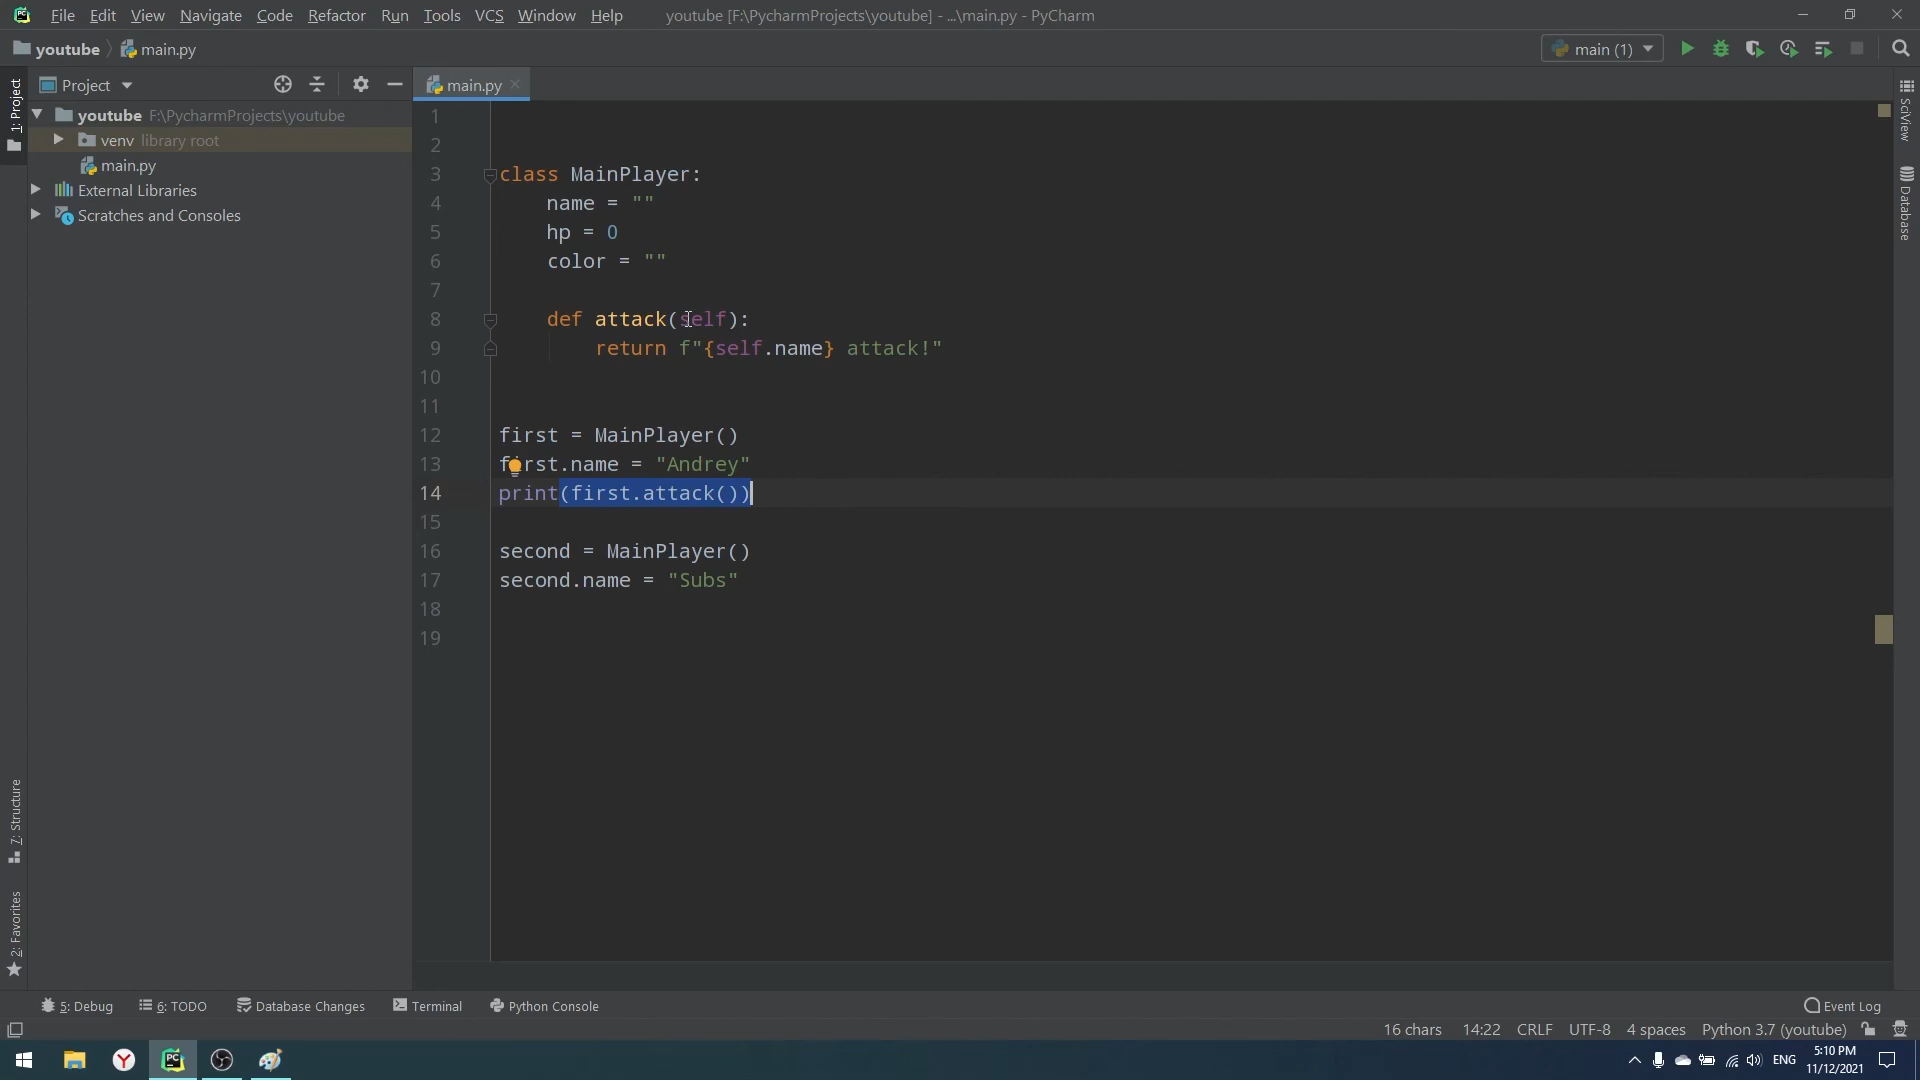 File Edit View Navigate Code Refactor Run Tools VCS Window Help youtube [F:\PycharmProjects\youtube] - ...\main.py - PyCharm
youtube main.py main (1)
Project main.py
1: Project
youtube F:\PycharmProjects\youtube
venv library root
main.py
External Libraries
Scratches and Consoles
1
2
3 class MainPlayer:
4 name = ""
5 hp = 0
6 color = ""
7
8 def attack(self):
9 return f"{self.name} attack!"
10
11
12 first = MainPlayer()
13 first.name = "Andrey"
14 print(first.attack())
15
16 second = MainPlayer()
17 second.name = "Subs"
18
19
SciView
Database
7: Structure
2: Favorites
5: Debug 6: TODO Database Changes Terminal Python Console Event Log
16 chars 14:22 CRLF UTF-8 4 spaces Python 3.7 (youtube)
PC ENG 5:10 PM
11/12/2021